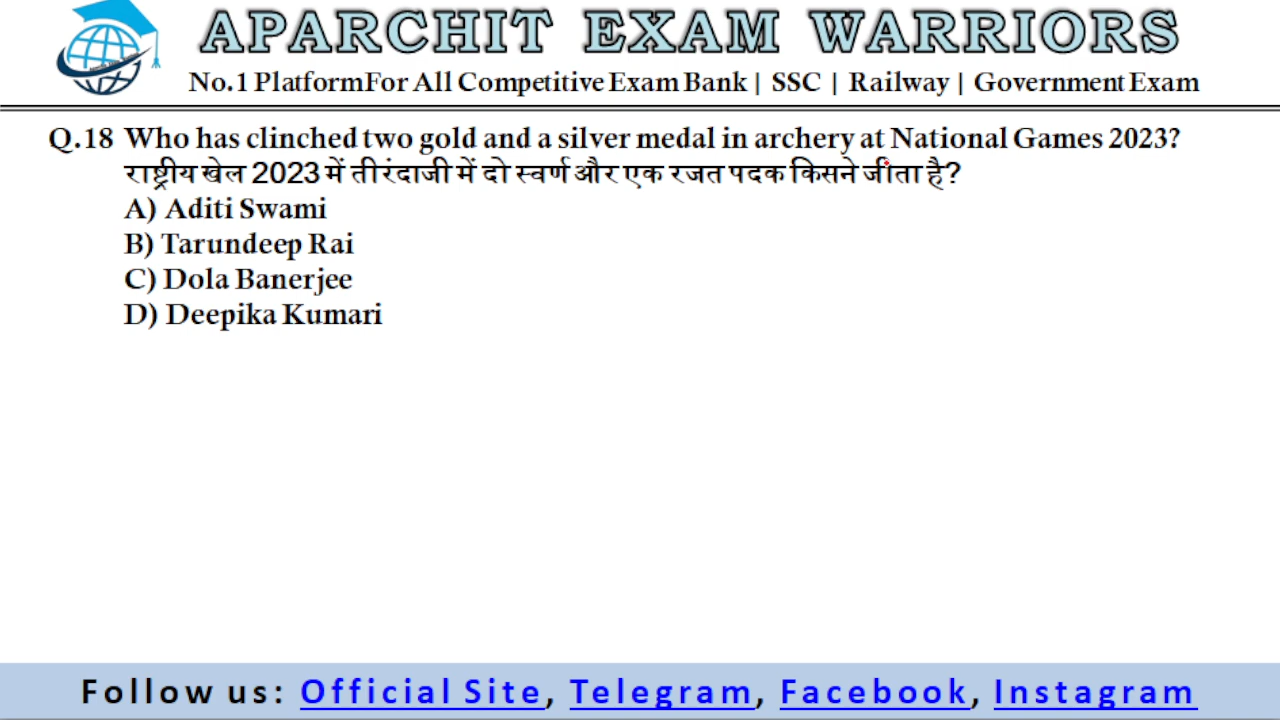 APARCHIT EXAM WARRIORS
No.1 PlatformFor All Competitive Exam Bank | SSC | Railway | Government Exam
Q.18 Who has clinched two gold and a silver medal in archery at National Games 2023?
राष्ट्रीय खेल 2023 में तीरंदाजी में दो स्वर्ण और एक रजत पदक किसने जीता है?
A) Aditi Swami
B) Tarundeep Rai
C) Dola Banerjee
D) Deepika Kumari
Follow us: Official Site, Telegram, Facebook, Instagram